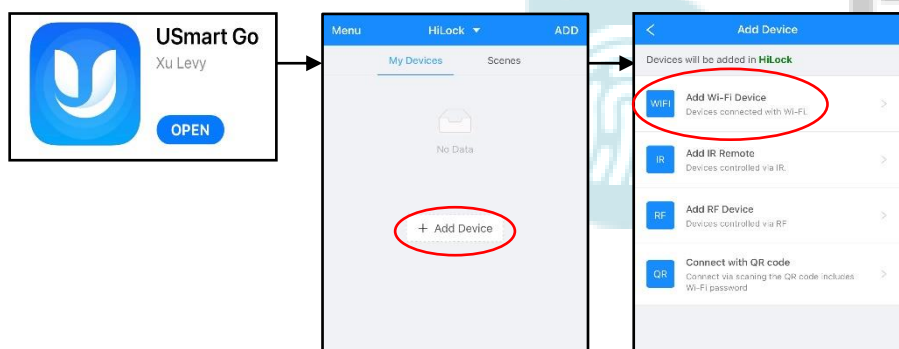 USmart Go
Xu Levy
OPEN
Menu
HiLock
ADD
My Devices
Scenes
No Data
+ Add Device
Add Device
Devices will be added in HiLock
WIFI
Add Wi-Fi Device
Devices connected with Wi-Fi.
IR
Add IR Remote
Devices controlled via IR.
RF
Add RF Device
Devices controlled via RF
QR
Connect with QR code
Connect via scaning the QR code includes
Wi-Fi password